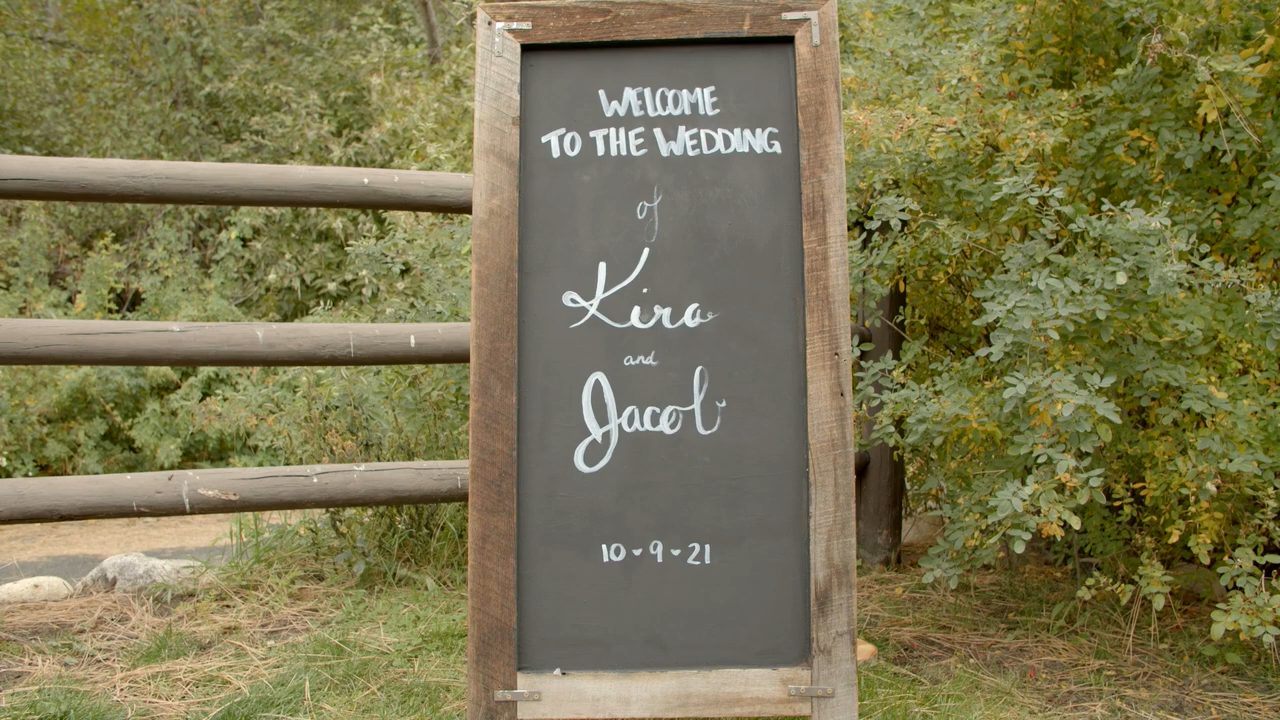 WELCOME
TO THE WEDDING
of
Kira
and
Jacob
10-9-21